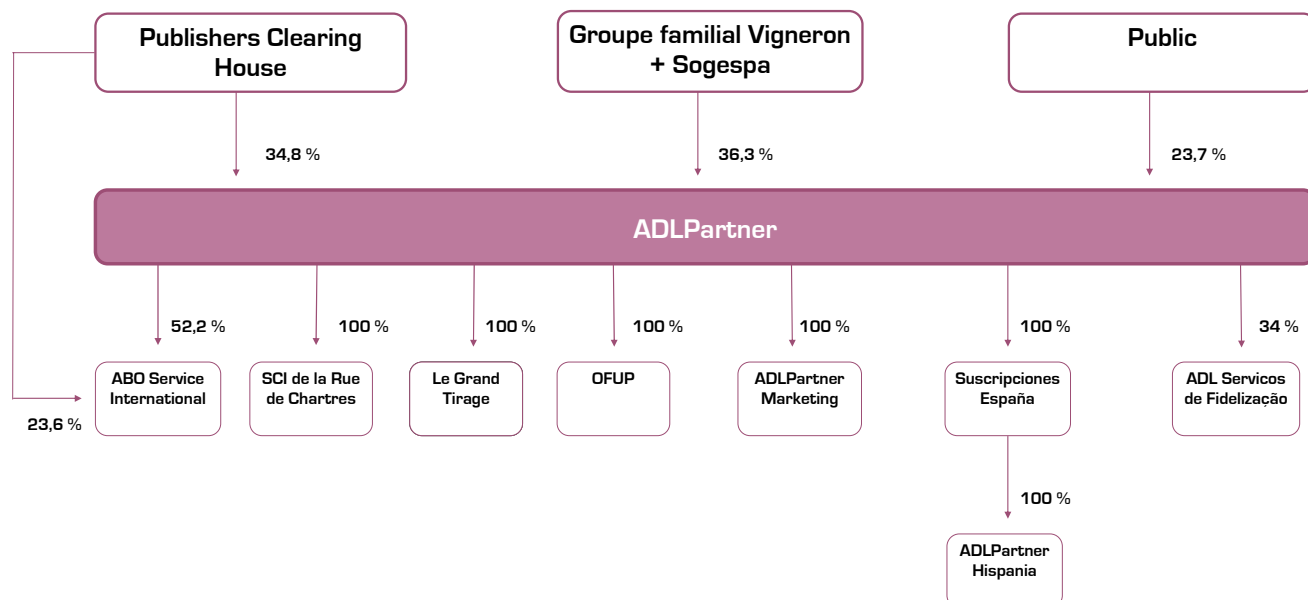 Publishers Clearing
House
Groupe familial Vigneron
+ Sogespa
Public
34,8 %
36,3 %
23,7 %
ADLPartner
52,2 %
100 %
100 %
100 %
100 %
100 %
34 %
ABO Service
International
SCI de la Rue
de Chartres
Le Grand
Tirage
OFUP
ADLPartner
Marketing
Suscripciones
España
ADL Servicos
de Fidelização
23,6 %
100 %
ADLPartner
Hispania